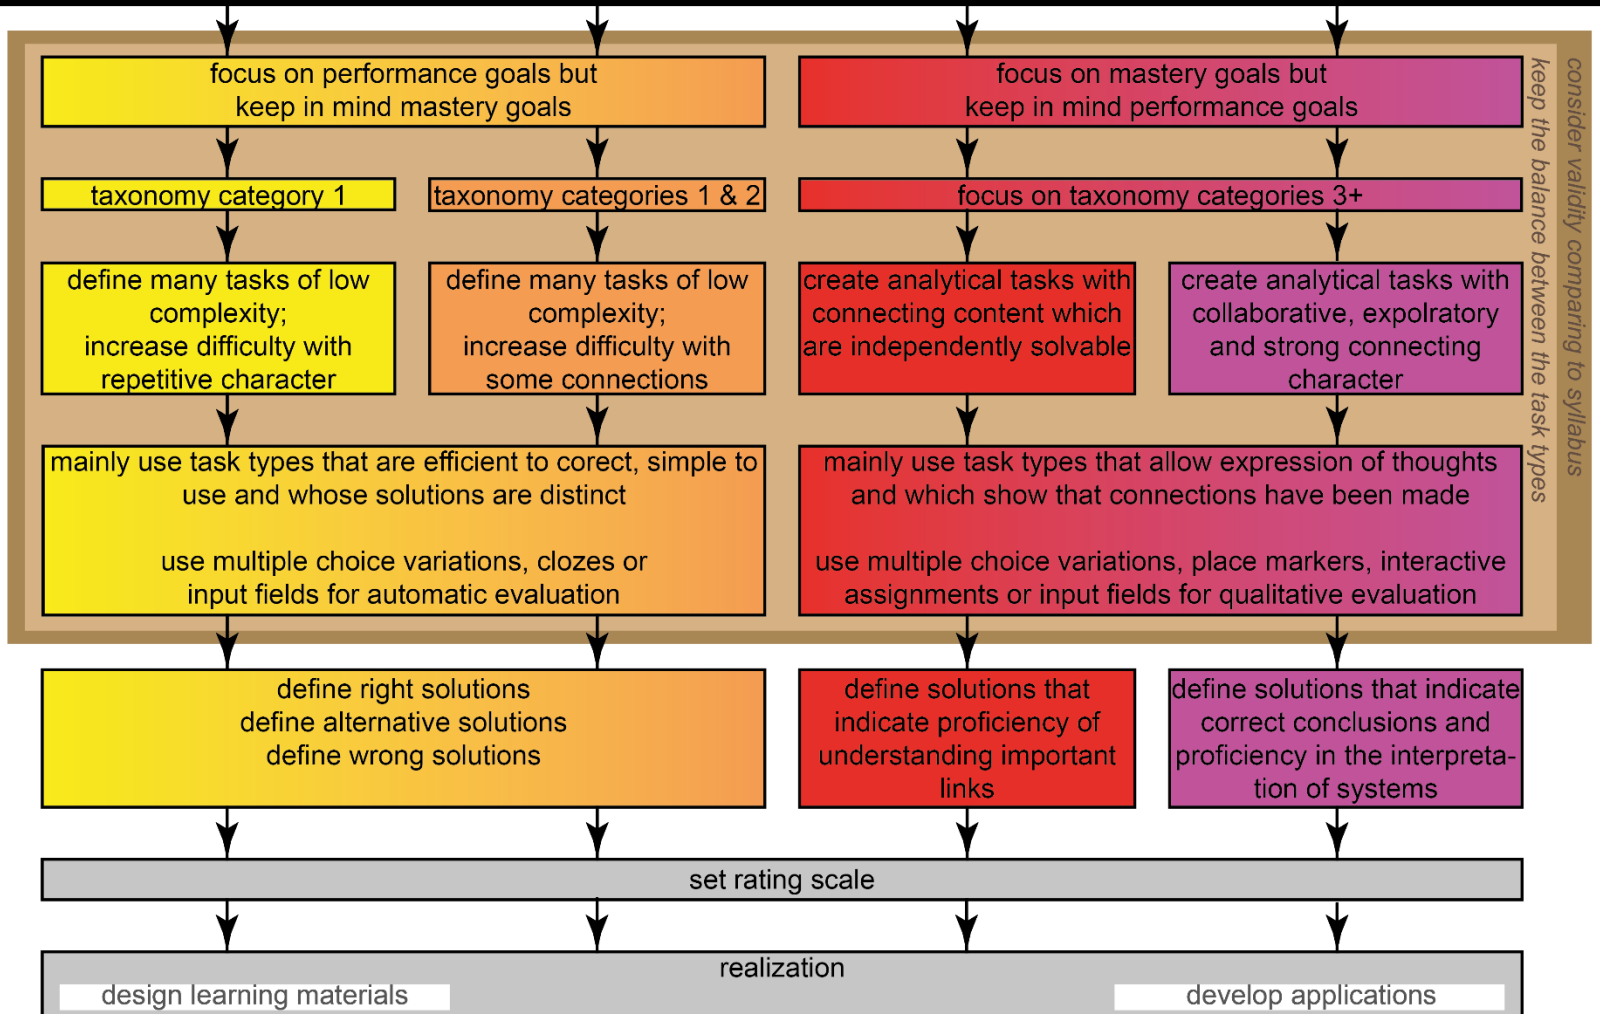 focus on performance goals but
keep in mind mastery goals
focus on mastery goals but
keep in mind performance goals
taxonomy category 1
taxonomy categories 1 & 2
focus on taxonomy categories 3+
define many tasks of low
complexity;
increase difficulty with
repetitive character
define many tasks of low
complexity;
increase difficulty with
some connections
create analytical tasks with
connecting content which
are independently solvable
create analytical tasks with
collaborative, expolratory
and strong connecting
character
mainly use task types that are efficient to corect, simple to
use and whose solutions are distinct
use multiple choice variations, clozes or
input fields for automatic evaluation
mainly use task types that allow expression of thoughts
and which show that connections have been made
use multiple choice variations, place markers, interactive
assignments or input fields for qualitative evaluation
consider validity comparing to syllabus
keep the balance between the task types
define right solutions
define alternative solutions
define wrong solutions
define solutions that
indicate proficiency of
understanding important
links
define solutions that indicate
correct conclusions and
proficiency in the interpreta-
tion of systems
set rating scale
realization
design learning materials
develop applications